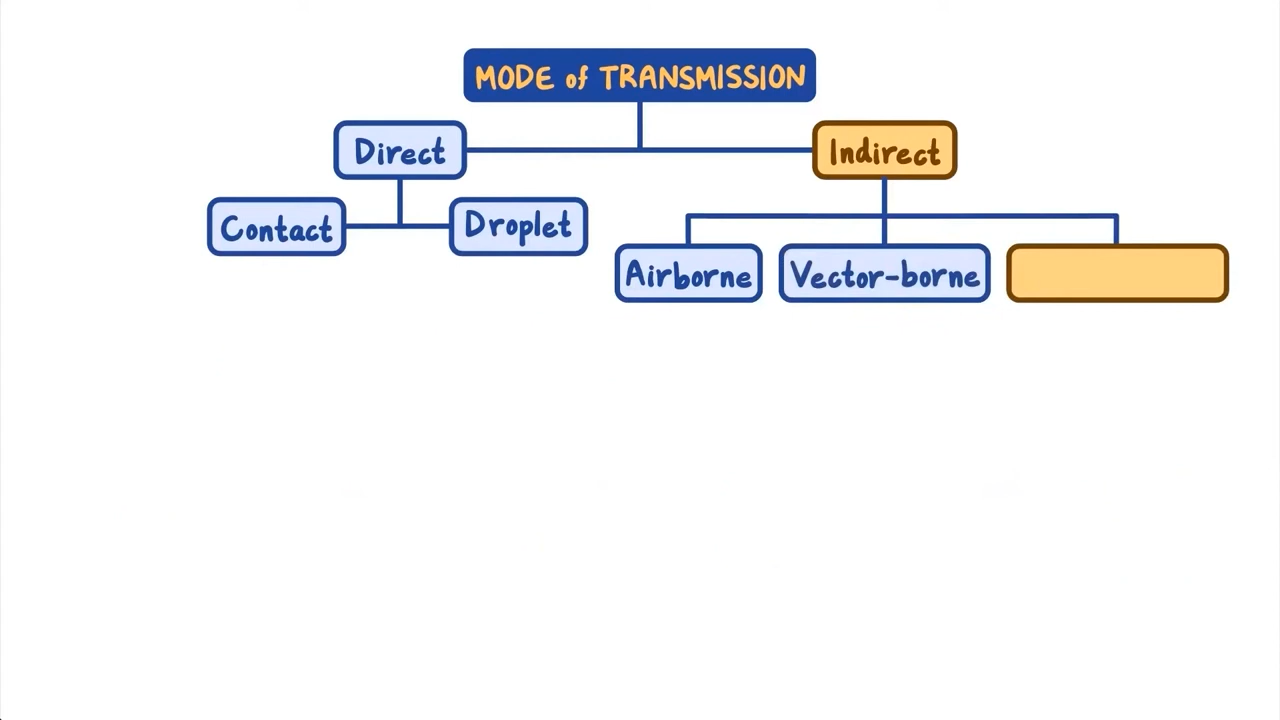 MODE of TRANSMISSION
Direct
Indirect
Contact
Droplet
Airborne
Vector-borne